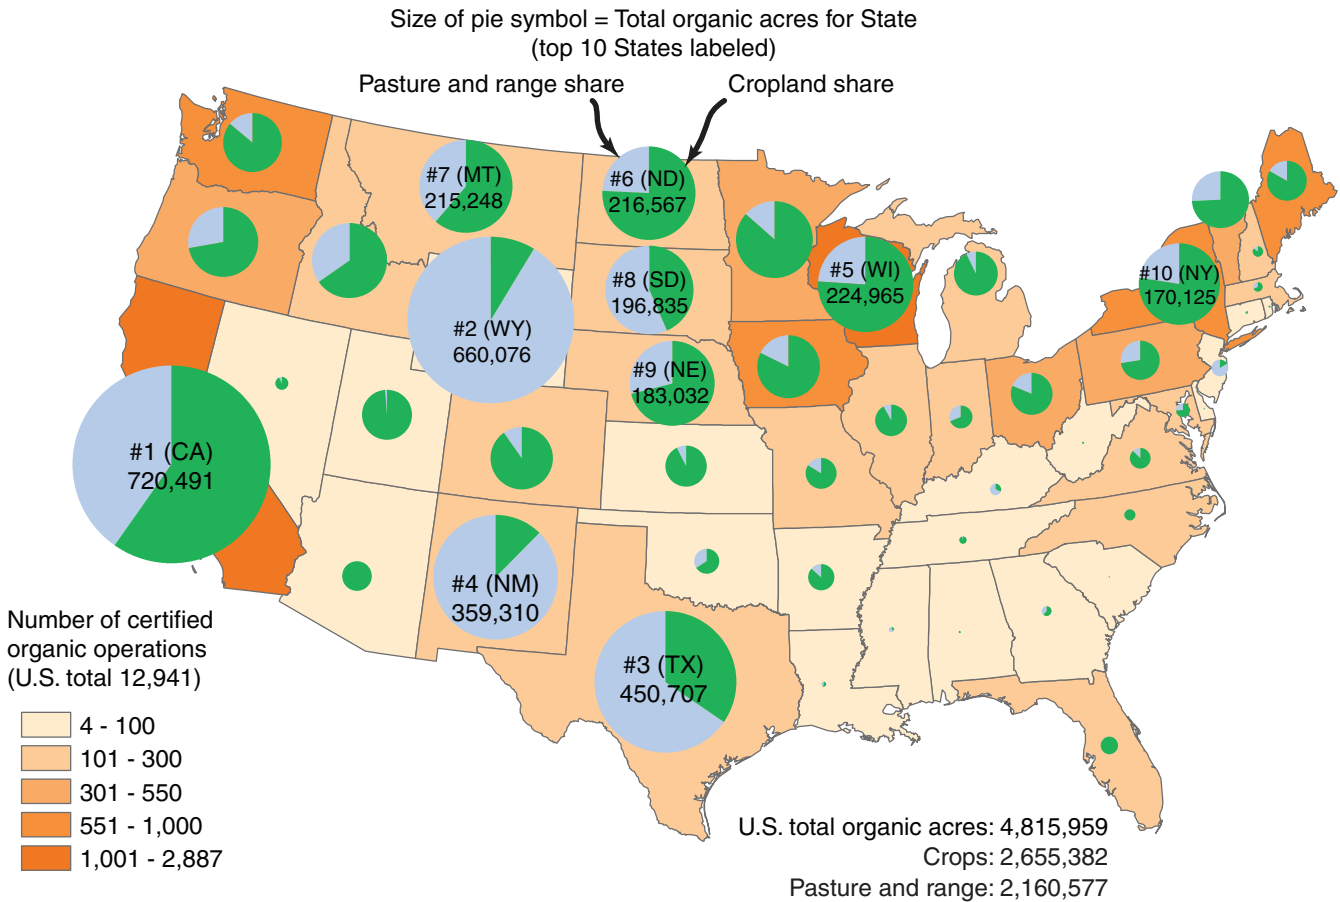 Size of pie symbol = Total organic acres for State
(top 10 States labeled)
Pasture and range share
Cropland share
#7 (MT)
215,248
#6 (ND)
216,567
#5 (WI)
224,965
#10 (NY)
170,125
#8 (SD)
196,835
#2 (WY)
660,076
#9 (NE)
183,032
#1 (CA)
720,491
#4 (NM)
359,310
#3 (TX)
450,707
Number of certified
organic operations
(U.S. total 12,941)
4 - 100
101 - 300
301 - 550
551 - 1,000
1,001 - 2,887
U.S. total organic acres: 4,815,959
Crops: 2,655,382
Pasture and range: 2,160,577